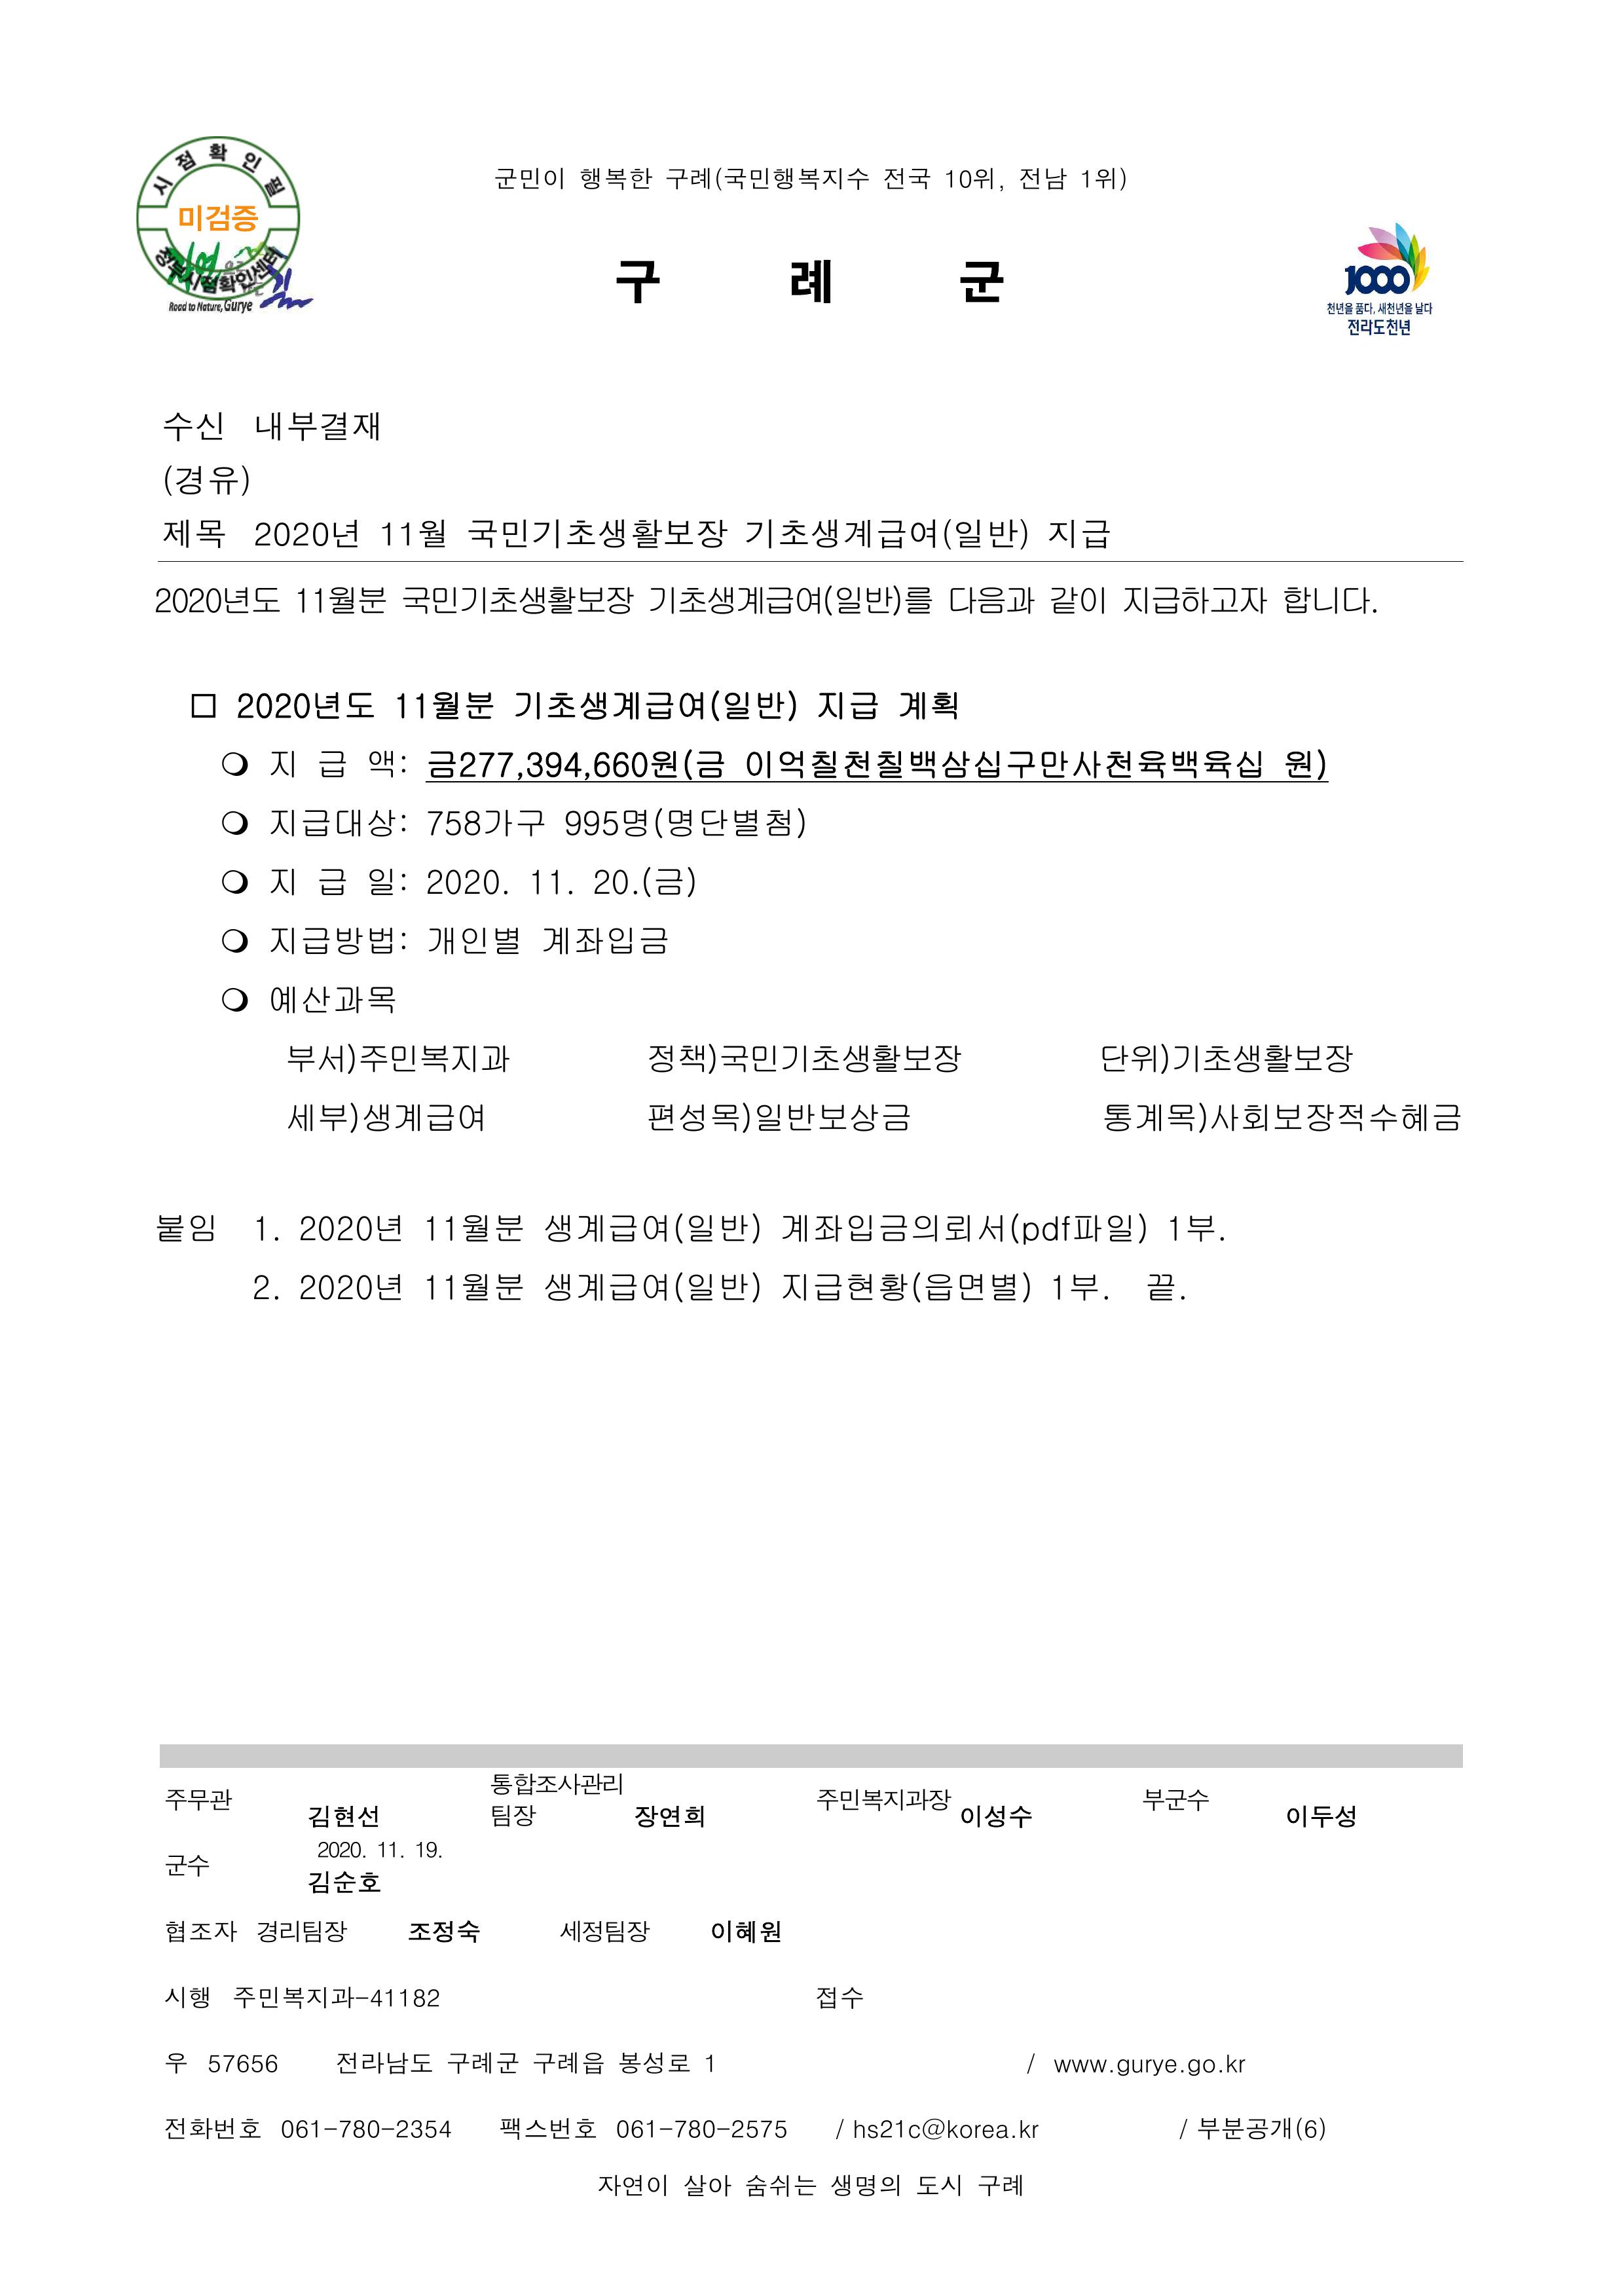 시점확인필
미검증
정부시점확인센터
Road to Nature, Gurye
군민이 행복한 구례(국민행복지수 전국 10위, 전남 1위)
구 례 군
1000
천년을 품다, 새천년을 날다
전라도천년
수신 내부결재
(경유)
제목 2020년 11월 국민기초생활보장 기초생계급여(일반) 지급
2020년도 11월분 국민기초생활보장 기초생계급여(일반)를 다음과 같이 지급하고자 합니다.
□ 2020년도 11월분 기초생계급여(일반) 지급 계획
❍ 지 급 액: 금277,394,660원(금 이억칠천칠백삼십구만사천육백육십 원)
❍ 지급대상: 758가구 995명(명단별첨)
❍ 지 급 일: 2020. 11. 20.(금)
❍ 지급방법: 개인별 계좌입금
❍ 예산과목
부서)주민복지과 정책)국민기초생활보장 단위)기초생활보장
세부)생계급여 편성목)일반보상금 통계목)사회보장적수혜금
붙임 1. 2020년 11월분 생계급여(일반) 계좌입금의뢰서(pdf파일) 1부.
2. 2020년 11월분 생계급여(일반) 지급현황(읍면별) 1부. 끝.
주무관 김현선 통합조사관리팀장 장연희 주민복지과장 이성수 부군수 이두성
군수 2020. 11. 19. 김순호
협조자 경리팀장 조정숙 세정팀장 이혜원
시행 주민복지과-41182 접수
우 57656 전라남도 구례군 구례읍 봉성로 1 / www.gurye.go.kr
전화번호 061-780-2354 팩스번호 061-780-2575 / hs21c@korea.kr / 부분공개(6)
자연이 살아 숨쉬는 생명의 도시 구례